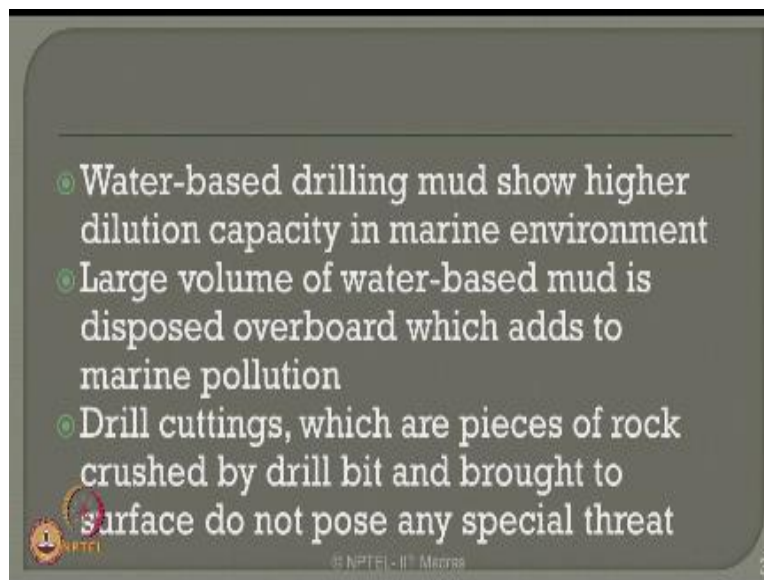 Water-based drilling mud show higher
dilution capacity in marine environment
Large volume of water-based mud is
disposed overboard which adds to
marine pollution
Drill cuttings, which are pieces of rock
crushed by drill bit and brought to
surface do not pose any special threat
NPTEL
© NPTEL - IIT Madras